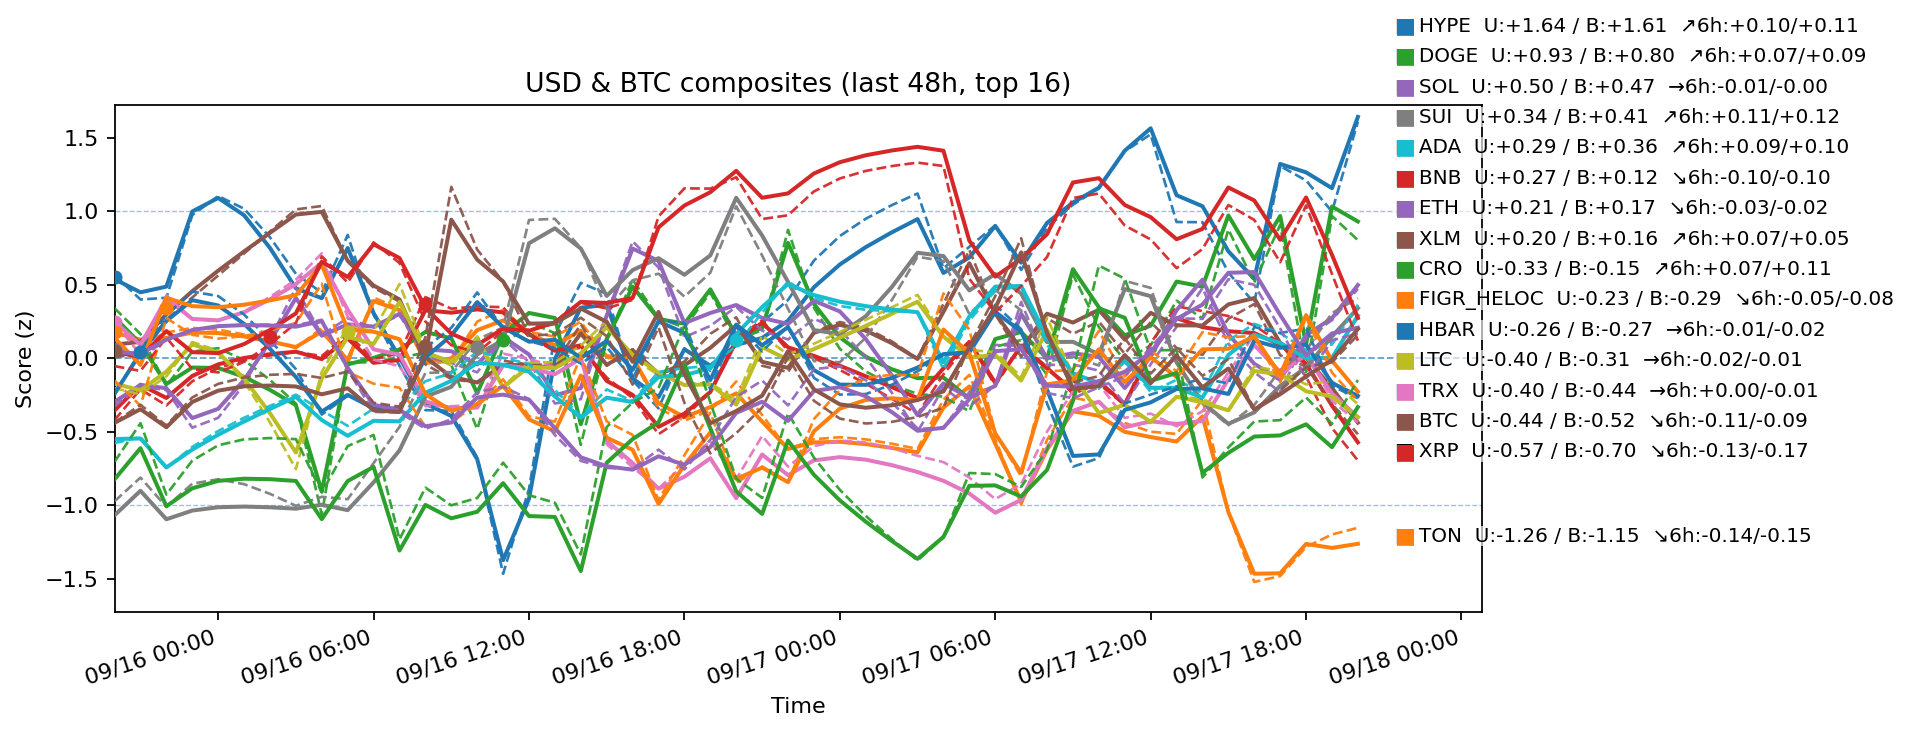 HYPE U:+1.64 / B:+1.61 ↗6h:+0.10/+0.11
DOGE U:+0.93 / B:+0.80 ↗6h:+0.07/+0.09
USD & BTC composites (last 48h, top 16)
SOL U:+0.50 / B:+0.47 →6h:-0.01/-0.00
SUI U:+0.34 / B:+0.41 ↗6h:+0.11/+0.12
ADA U:+0.29 / B:+0.36 ↗6h:+0.09/+0.10
BNB U:+0.27 / B:+0.12 ↘6h:-0.10/-0.10
ETH U:+0.21 / B:+0.17 ↘6h:-0.03/-0.02
XLM U:+0.20 / B:+0.16 ↗6h:+0.07/+0.05
CRO U:-0.33 / B:-0.15 ↗6h:+0.07/+0.11
FIGR_HELOC U:-0.23 / B:-0.29 ↘6h:-0.05/-0.08
HBAR U:-0.26 / B:-0.27 →6h:-0.01/-0.02
LTC U:-0.40 / B:-0.31 →6h:-0.02/-0.01
TRX U:-0.40 / B:-0.44 →6h:+0.00/-0.01
BTC U:-0.44 / B:-0.52 ↘6h:-0.11/-0.09
XRP U:-0.57 / B:-0.70 ↘6h:-0.13/-0.17
TON U:-1.26 / B:-1.15 ↘6h:-0.14/-0.15
Score (z)
1.5
1.0
0.5
0.0
−0.5
−1.0
−1.5
09/16 00:00
09/16 06:00
09/16 12:00
09/16 18:00
09/17 00:00
09/17 06:00
09/17 12:00
09/17 18:00
09/18 00:00
Time